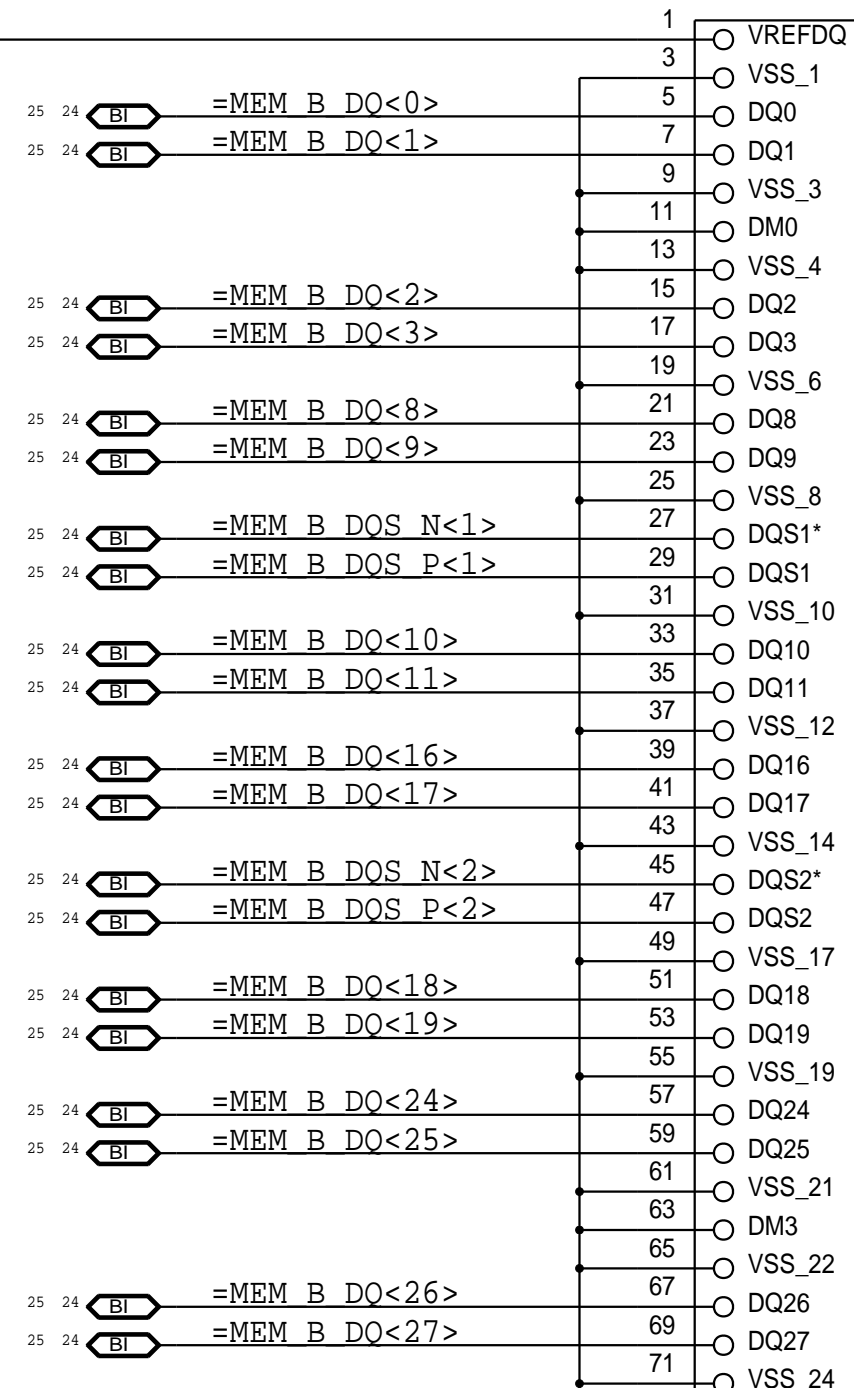 1 VREFDQ
3 VSS_1
25 24 BI =MEM_B_DQ<0> 5 DQ0
25 24 BI =MEM_B_DQ<1> 7 DQ1
9 VSS_3
11 DM0
13 VSS_4
25 24 BI =MEM_B_DQ<2> 15 DQ2
25 24 BI =MEM_B_DQ<3> 17 DQ3
19 VSS_6
25 24 BI =MEM_B_DQ<8> 21 DQ8
25 24 BI =MEM_B_DQ<9> 23 DQ9
25 VSS_8
25 24 BI =MEM_B_DQS_N<1> 27 DQS1*
25 24 BI =MEM_B_DQS_P<1> 29 DQS1
31 VSS_10
25 24 BI =MEM_B_DQ<10> 33 DQ10
25 24 BI =MEM_B_DQ<11> 35 DQ11
37 VSS_12
25 24 BI =MEM_B_DQ<16> 39 DQ16
25 24 BI =MEM_B_DQ<17> 41 DQ17
43 VSS_14
25 24 BI =MEM_B_DQS_N<2> 45 DQS2*
25 24 BI =MEM_B_DQS_P<2> 47 DQS2
49 VSS_17
25 24 BI =MEM_B_DQ<18> 51 DQ18
25 24 BI =MEM_B_DQ<19> 53 DQ19
55 VSS_19
25 24 BI =MEM_B_DQ<24> 57 DQ24
25 24 BI =MEM_B_DQ<25> 59 DQ25
61 VSS_21
63 DM3
65 VSS_22
25 24 BI =MEM_B_DQ<26> 67 DQ26
25 24 BI =MEM_B_DQ<27> 69 DQ27
71 VSS_24